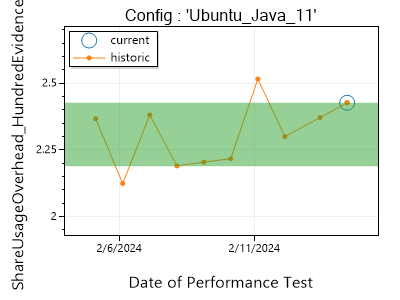 Config : 'Ubuntu_Java_11'
current
historic
ShareUsageOverhead_HundredEvidence
2.5
2.25
2
2/6/2024
2/11/2024
Date of Performance Test